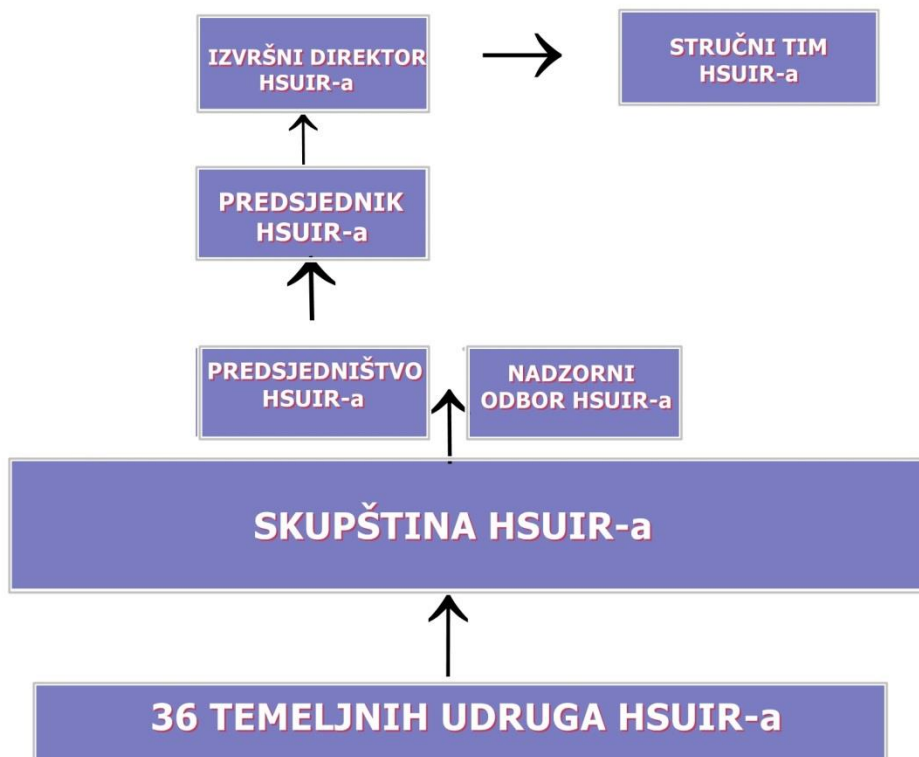 IZVRŠNI DIREKTOR
HSUIR-a
STRUČNI TIM
HSUIR-a
PREDSJEDNIK
HSUIR-a
PREDSJEDNIŠTVO
HSUIR-a
NADZORNI
ODBOR HSUIR-a
SKUPŠTINA HSUIR-a
36 TEMELJNIH UDRUGA HSUIR-a